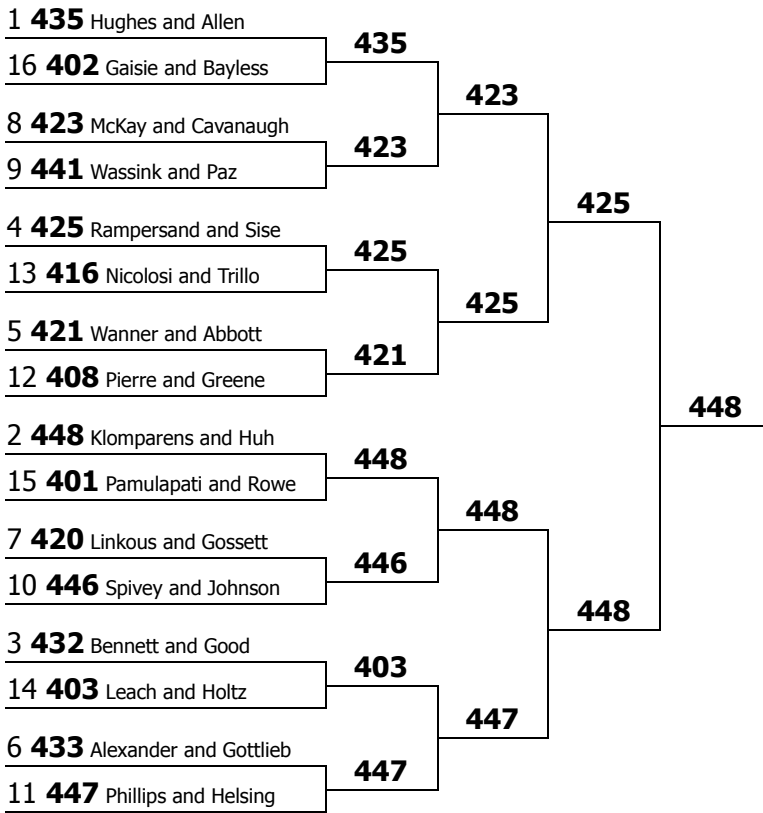 1 435 Hughes and Allen
16 402 Gaisie and Bayless
8 423 McKay and Cavanaugh
9 441 Wassink and Paz
4 425 Rampersand and Sise
13 416 Nicolosi and Trillo
5 421 Wanner and Abbott
12 408 Pierre and Greene
2 448 Klomparens and Huh
15 401 Pamulapati and Rowe
7 420 Linkous and Gossett
10 446 Spivey and Johnson
3 432 Bennett and Good
14 403 Leach and Holtz
6 433 Alexander and Gottlieb
11 447 Phillips and Helsing
435
423
425
421
448
446
403
447
423
425
448
447
425
448
448